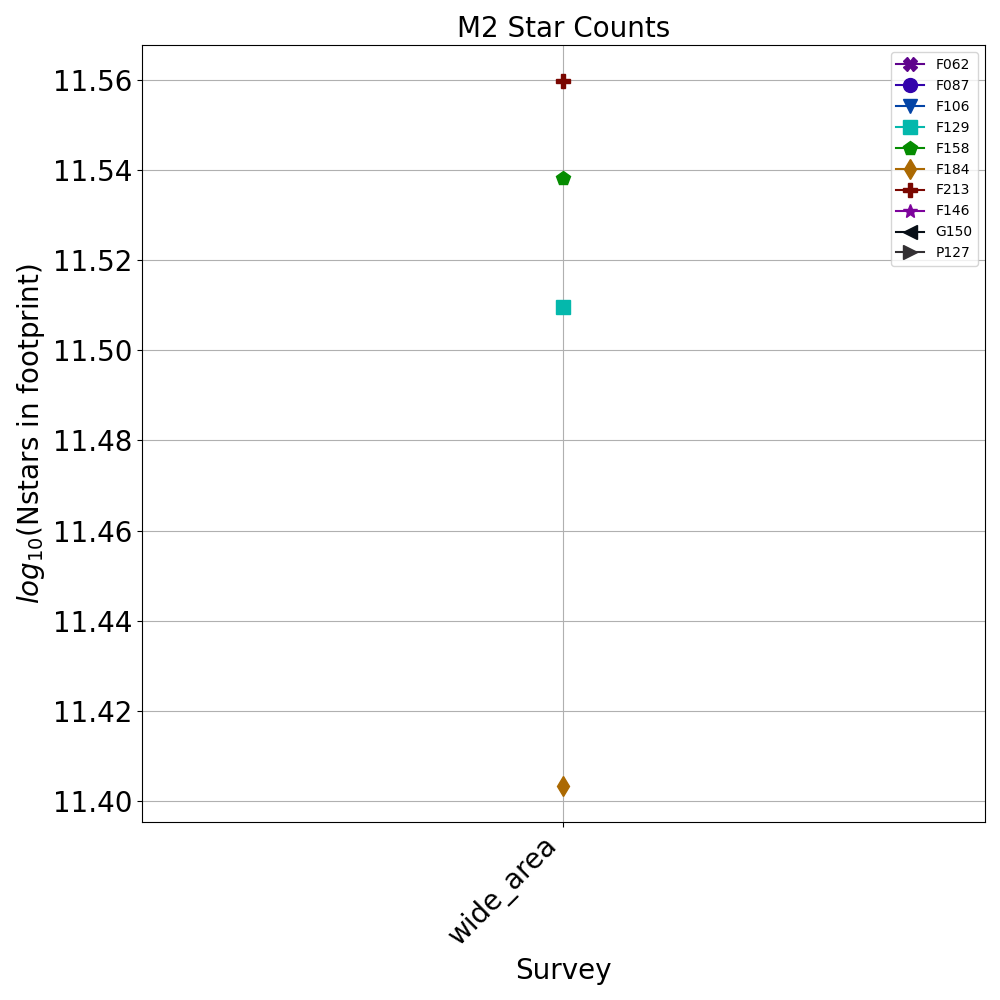 M2 Star Counts
11.56
11.54
11.52
11.50
11.48
11.46
11.44
11.42
11.40
log10(Nstars in footprint)
F062
F087
F106
F129
F158
F184
F213
F146
G150
P127
wide_area
Survey